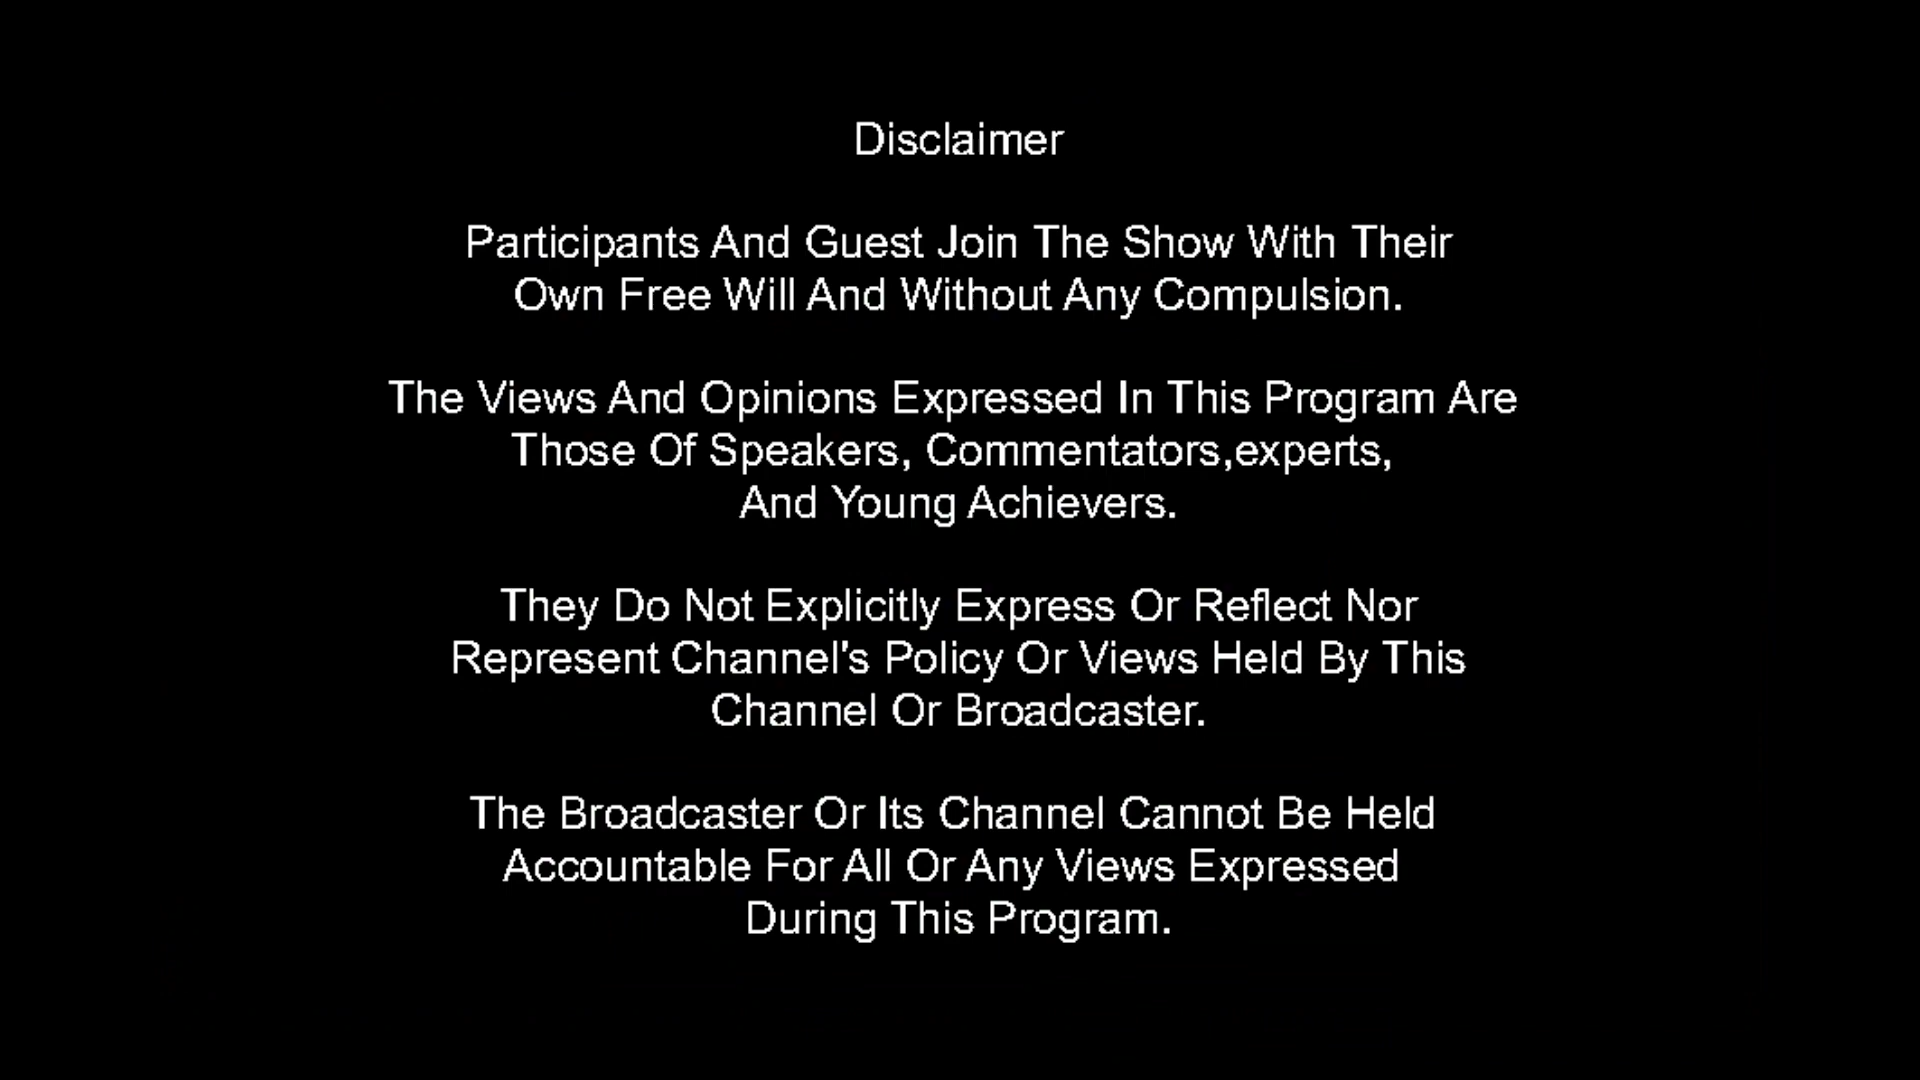 Disclaimer
Participants And Guest Join The Show With Their
Own Free Will And Without Any Compulsion.
The Views And Opinions Expressed In This Program Are
Those Of Speakers, Commentators,experts,
And Young Achievers.
They Do Not Explicitly Express Or Reflect Nor
Represent Channel's Policy Or Views Held By This
Channel Or Broadcaster.
The Broadcaster Or Its Channel Cannot Be Held
Accountable For All Or Any Views Expressed
During This Program.